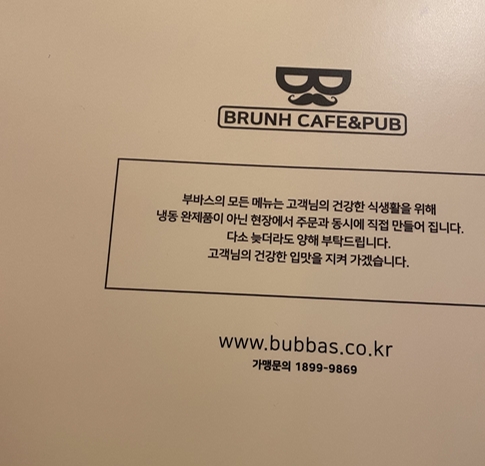 BRUNH CAFE&PUB
부바스의 모든 메뉴는 고객님의 건강한 식생활을 위해
냉동 완제품이 아닌 현장에서 주문과 동시에 직접 만들어 집니다.
다소 늦더라도 양해 부탁드립니다.
고객님의 건강한 입맛을 지켜 가겠습니다.
www.bubbas.co.kr
가맹문의 1899-9869